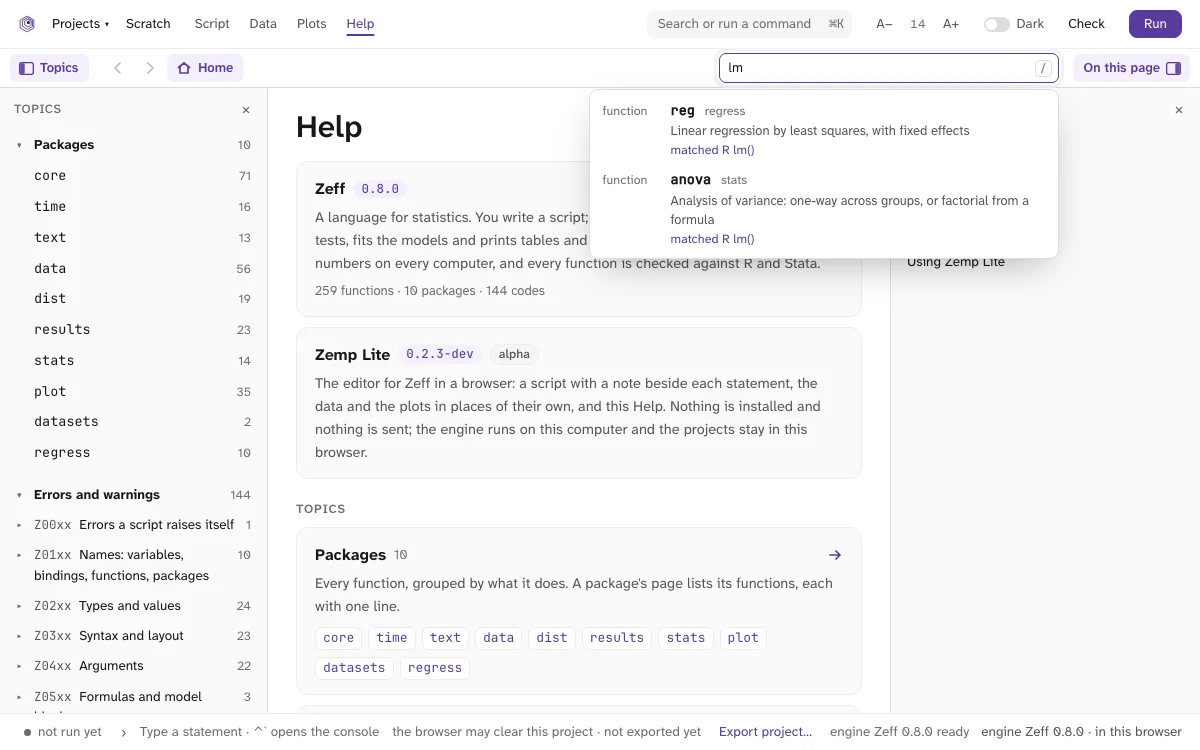 Projects ▾ Scratch Script Data Plots Help Search or run a command ⌘K A– 14 A+ Dark Check Run
Topics Home lm / On this page
TOPICS ×
▾ Packages 10
core 71
time 16
text 13
data 56
dist 19
results 23
stats 14
plot 35
datasets 2
regress 10
▾ Errors and warnings 144
▸ Z00xx Errors a script raises itself 1
▸ Z01xx Names: variables, 10
bindings, functions, packages
▸ Z02xx Types and values 24
▸ Z03xx Syntax and layout 23
▸ Z04xx Arguments 22
▸ Z05xx Formulas and model 3
Help
Zeff 0.8.0
A language for statistics. You write a script;
tests, fits the models and prints tables and
numbers on every computer, and every function is checked against R and Stata.
259 functions · 10 packages · 144 codes
Zemp Lite 0.2.3-dev alpha
The editor for Zeff in a browser: a script with a note beside each statement, the
data and the plots in places of their own, and this Help. Nothing is installed and
nothing is sent; the engine runs on this computer and the projects stay in this
browser.
TOPICS
Packages 10 →
Every function, grouped by what it does. A package's page lists its functions, each
with one line.
core time text data dist results stats plot
datasets regress
function reg regress
Linear regression by least squares, with fixed effects
matched R lm()
function anova stats
Analysis of variance: one-way across groups, or factorial from a
formula
matched R lm()
×
Using Zemp Lite
● not run yet › Type a statement · ^` opens the console the browser may clear this project · not exported yet Export project... engine Zeff 0.8.0 ready engine Zeff 0.8.0 · in this browser